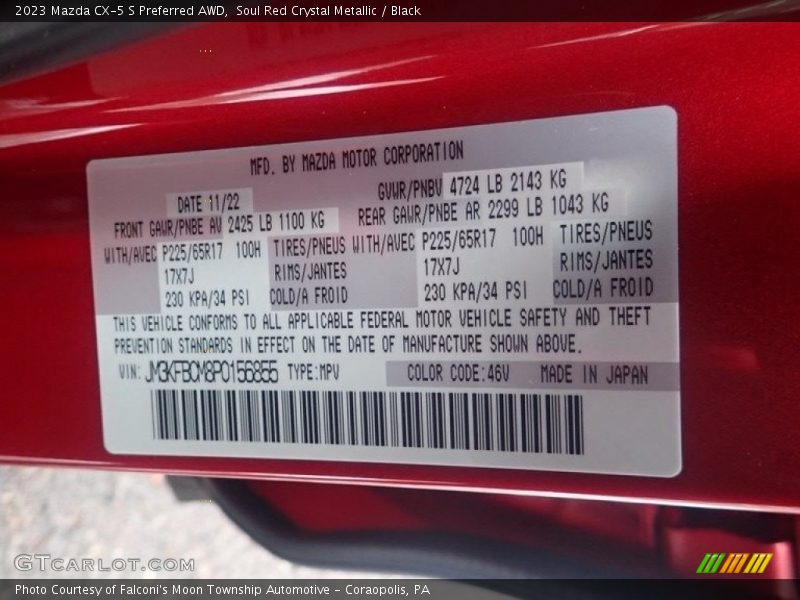 2023 Mazda CX-5 S Preferred AWD, Soul Red Crystal Metallic / Black
MFD. BY MAZDA MOTOR CORPORATION
DATE 11/22 GVWR/PNBV 4724 LB 2143 KG
FRONT GAWR/PNBE AV 2425 LB 1100 KG REAR GAWR/PNBE AR 2299 LB 1043 KG
WITH/AVEC P225/65R17 100H TIRES/PNEUS WITH/AVEC P225/65R17 100H TIRES/PNEUS
17X7J RIMS/JANTES 17X7J RIMS/JANTES
230 KPA/34 PSI COLD/A FROID 230 KPA/34 PSI COLD/A FROID
THIS VEHICLE CONFORMS TO ALL APPLICABLE FEDERAL MOTOR VEHICLE SAFETY AND THEFT
PREVENTION STANDARDS IN EFFECT ON THE DATE OF MANUFACTURE SHOWN ABOVE.
VIN: JM3KFBCM8P0156855 TYPE:MPV COLOR CODE:46V MADE IN JAPAN
GTCarLot.com
Photo Courtesy of Falconi's Moon Township Automotive - Coraopolis, PA